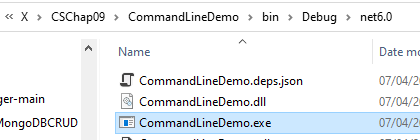 « X > CSChap09 > CommandLineDemo > bin > Debug > net6.0
Name
Date mo
CommandLineDemo.deps.json
07/04/2
ger-main
CommandLineDemo.dll
07/04/2
MongoDBCRUD
CommandLineDemo.exe
07/04/2